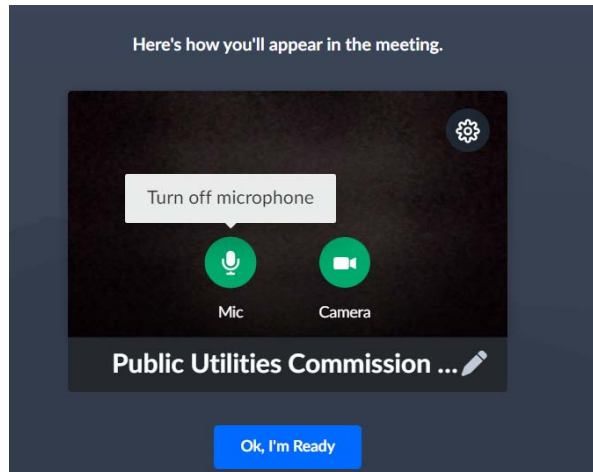 Here's how you'll appear in the meeting.
Turn off microphone
Mic Camera
Public Utilities Commission ...
Ok, I'm Ready